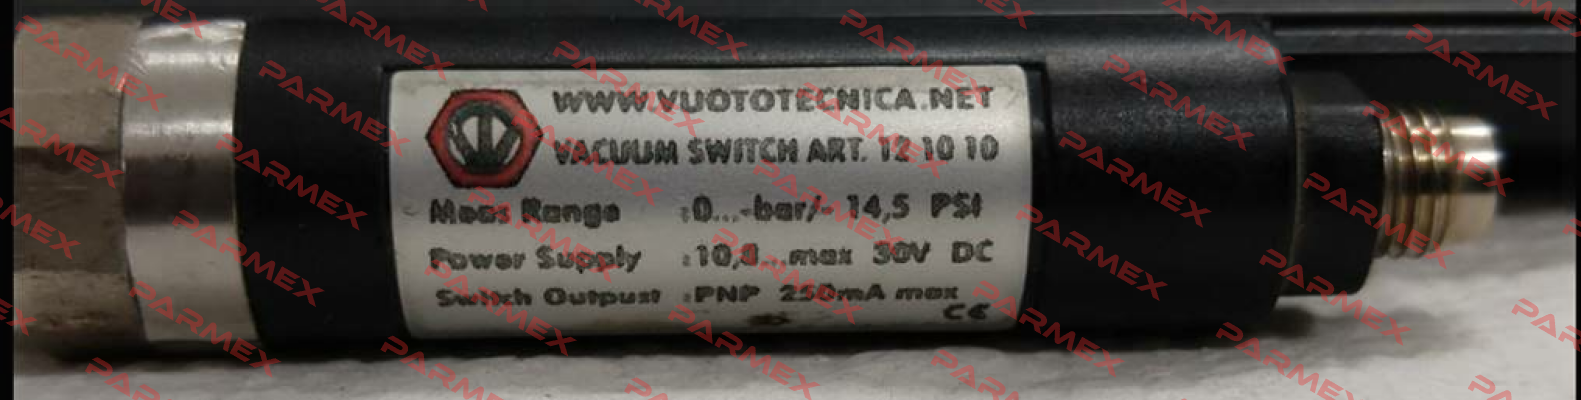 WWW.VUOTOTECNICA.NET
VACUUM SWITCH ART. 12 10 10
Meas Range :0...-bar/- 14,5 PSI
Power Supply :10,8...max 30V DC
Switch Outpust :PNP 250mA max
CE
PARMEX